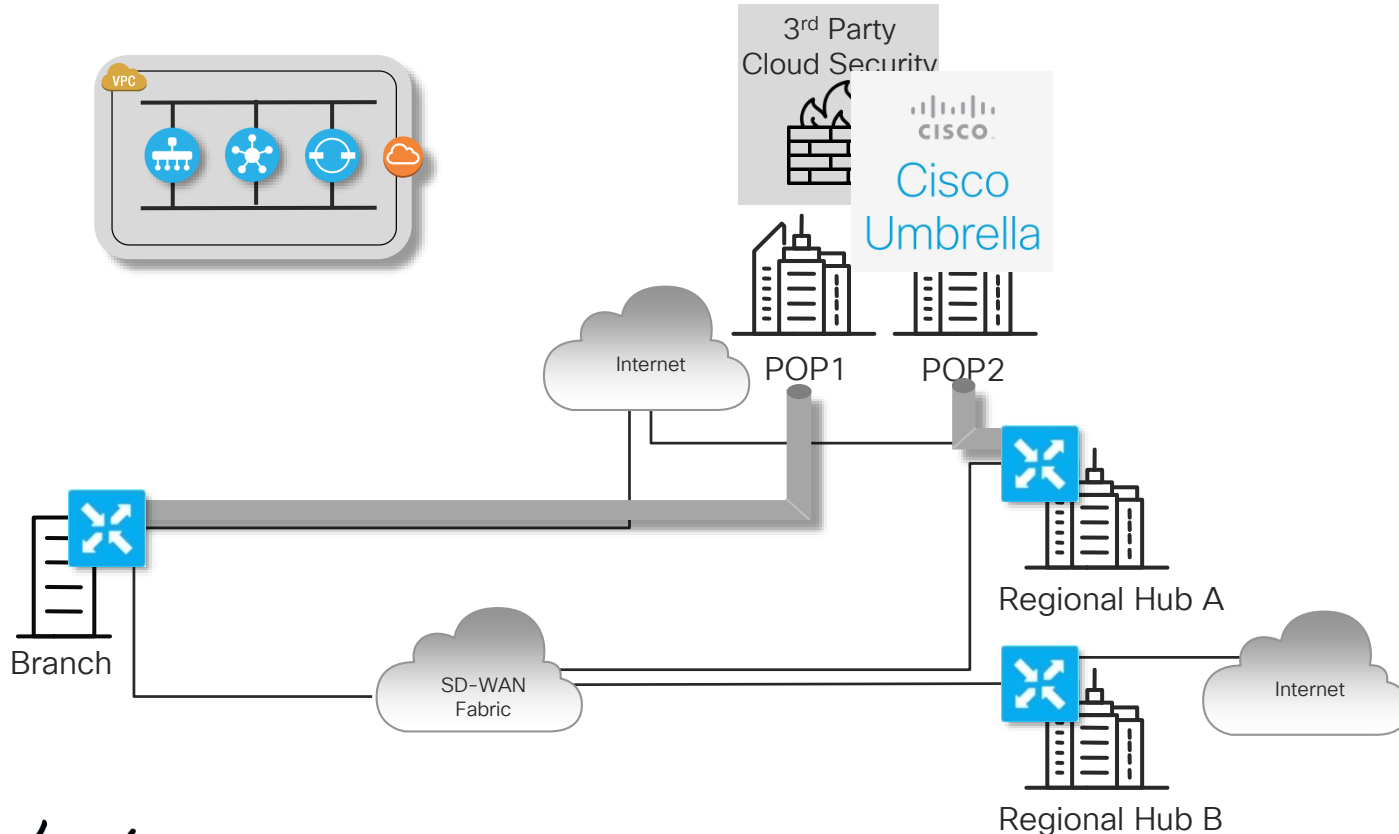 VPC
3rd Party
Cloud Security
CISCO
Cisco
Umbrella
Internet
POP1
POP2
Regional Hub A
Branch
SD-WAN
Fabric
Internet
Regional Hub B